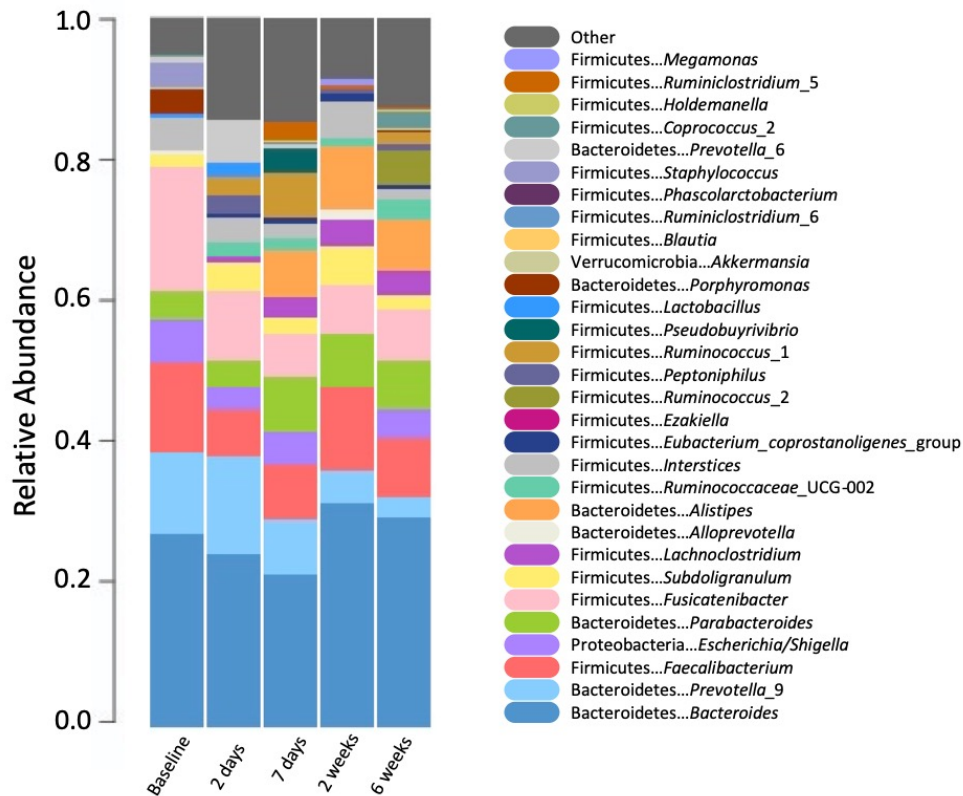 1.0
0.8
0.6
0.4
0.2
0.0
Relative Abundance
Baseline
2 days
7 days
2 weeks
6 weeks
Other
Firmicutes...Megamonas
Firmicutes...Ruminiclostridium_5
Firmicutes...Holdemanella
Firmicutes...Coprococcus_2
Bacteroidetes...Prevotella_6
Firmicutes...Staphylococcus
Firmicutes...Phascolarctobacterium
Firmicutes...Ruminiclostridium_6
Firmicutes...Blautia
Verrucomicrobia...Akkermansia
Bacteroidetes...Porphyromonas
Firmicutes...Lactobacillus
Firmicutes...Pseudobuyrivibrio
Firmicutes...Ruminococcus_1
Firmicutes...Peptoniphilus
Firmicutes...Ruminococcus_2
Firmicutes...Ezakiella
Firmicutes...Eubacterium_coprostanoligenes_group
Firmicutes...Interstices
Firmicutes...Ruminococcaceae_UCG-002
Bacteroidetes...Alistipes
Bacteroidetes...Alloprevotella
Firmicutes...Lachnoclostridium
Firmicutes...Subdoligranulum
Firmicutes...Fusicatenibacter
Bacteroidetes...Parabacteroides
Proteobacteria...Escherichia/Shigella
Firmicutes...Faecalibacterium
Bacteroidetes...Prevotella_9
Bacteroidetes...Bacteroides